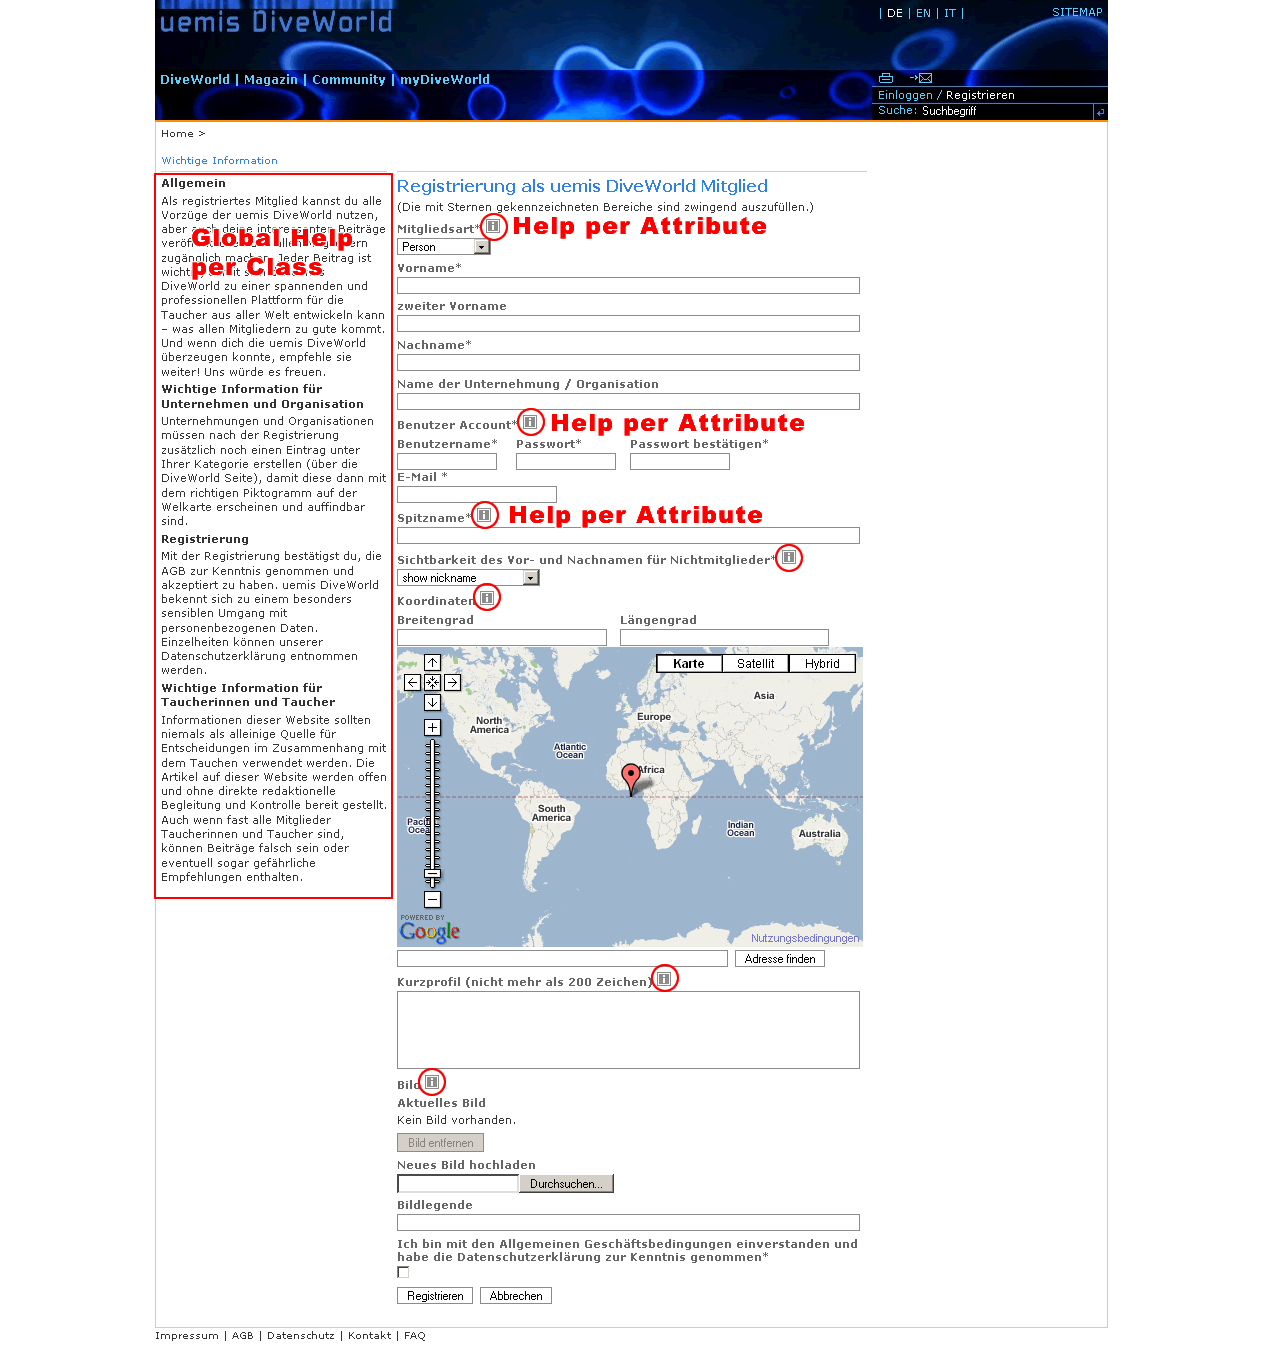 uemis DiveWorld
| DE | EN | IT |
SITEMAP
DiveWorld | Magazin | Community | myDiveWorld
Einloggen / Registrieren
Suche: Suchbegriff
Home >
Wichtige Information
Allgemein
Als registriertes Mitglied kannst du alle
Vorzüge der uemis DiveWorld nutzen,
aber auch deine interessanten Beiträge
Global Help
zugänglich machen. Jeder Beitrag ist
per Class
DiveWorld zu einer spannenden und
professionellen Plattform für die
Taucher aus aller Welt entwickeln kann
– was allen Mitgliedern zu gute kommt.
Und wenn dich die uemis DiveWorld
überzeugen konnte, empfehle sie
weiter! Uns würde es freuen.
Wichtige Information für
Unternehmen und Organisation
Unternehmungen und Organisationen
müssen nach der Registrierung
zusätzlich noch einen Eintrag unter
Ihrer Kategorie erstellen (über die
DiveWorld Seite), damit diese dann mit
dem richtigen Piktogramm auf der
Welkarte erscheinen und auffindbar
sind.
Registrierung
Mit der Registrierung bestätigst du, die
AGB zur Kenntnis genommen und
akzeptiert zu haben. uemis DiveWorld
bekennt sich zu einem besonders
sensiblen Umgang mit
personenbezogenen Daten.
Einzelheiten können unserer
Datenschutzerklärung entnommen
werden.
Wichtige Information für
Taucherinnen und Taucher
Informationen dieser Website sollten
niemals als alleinige Quelle für
Entscheidungen im Zusammenhang mit
dem Tauchen verwendet werden. Die
Artikel auf dieser Website werden offen
und ohne direkte redaktionelle
Begleitung und Kontrolle bereit gestellt.
Auch wenn fast alle Mitglieder
Taucherinnen und Taucher sind,
können Beiträge falsch sein oder
eventuell sogar gefährliche
Empfehlungen enthalten.
Registrierung als uemis DiveWorld Mitglied
(Die mit Sternen gekennzeichneten Bereiche sind zwingend auszufüllen.)
Mitgliedsart* Help per Attribute
Person
Vorname*
zweiter Vorname
Nachname*
Name der Unternehmung / Organisation
Benutzer Account* Help per Attribute
Benutzername* Passwort* Passwort bestätigen*
E-Mail *
Spitzname* Help per Attribute
Sichtbarkeit des Vor- und Nachnamen für Nichtmitglieder*
show nickname
Koordinaten
Breitengrad Längengrad
Karte Satellit Hybrid
Asia
North
America
Europe
Atlantic
Ocean
Africa
South
America
Pacific
Ocean
Indian
Ocean
Australia
POWERED BY
Google
Nutzungsbedingungen
Adresse finden
Kurzprofil (nicht mehr als 200 Zeichen)
Bild
Aktuelles Bild
Kein Bild vorhanden.
Bild entfernen
Neues Bild hochladen
Durchsuchen...
Bildlegende
Ich bin mit den Allgemeinen Geschäftsbedingungen einverstanden und
habe die Datenschutzerklärung zur Kenntnis genommen*
Registrieren Abbrechen
Impressum | AGB | Datenschutz | Kontakt | FAQ